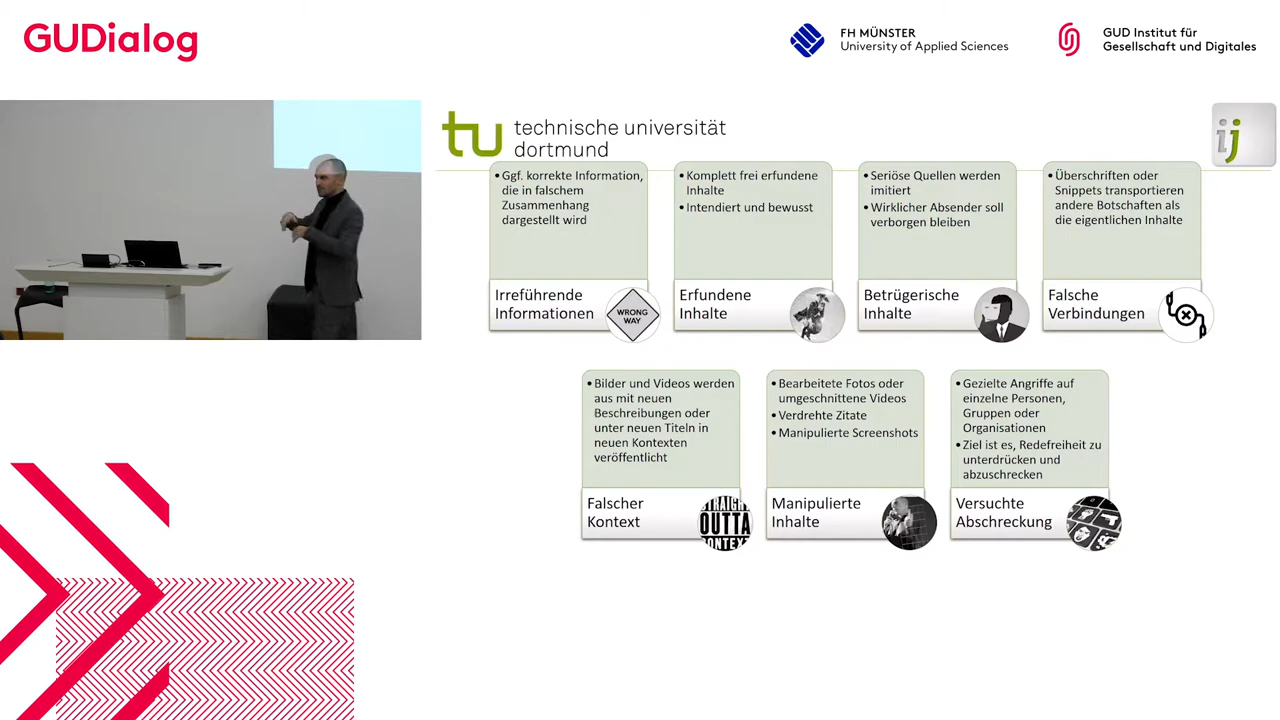 GUDialog
FH MÜNSTER
University of Applied Sciences
GUD Institut für
Gesellschaft und Digitales
tu technische universität
dortmund
ij
• Ggf. korrekte Information,
die in falschem
Zusammenhang
dargestellt wird
Irreführende
Informationen
WRONG
WAY
• Komplett frei erfundene
Inhalte
• Intendiert und bewusst
Erfundene
Inhalte
• Seriöse Quellen werden
imitiert
• Wirklicher Absender soll
verborgen bleiben
Betrügerische
Inhalte
• Überschriften oder
Snippets transportieren
andere Botschaften als
die eigentlichen Inhalte
Falsche
Verbindungen
• Bilder und Videos werden
aus mit neuen
Beschreibungen oder
unter neuen Titeln in
neuen Kontexten
veröffentlicht
Falscher
Kontext
STRAIGHT
OUTTA
CONTEXT
• Bearbeitete Fotos oder
umgeschnittene Videos
• Verdrehte Zitate
• Manipulierte Screenshots
Manipulierte
Inhalte
• Gezielte Angriffe auf
einzelne Personen,
Gruppen oder
Organisationen
• Ziel ist es, Redefreiheit zu
unterdrücken und
abzuschrecken
Versuchte
Abschreckung